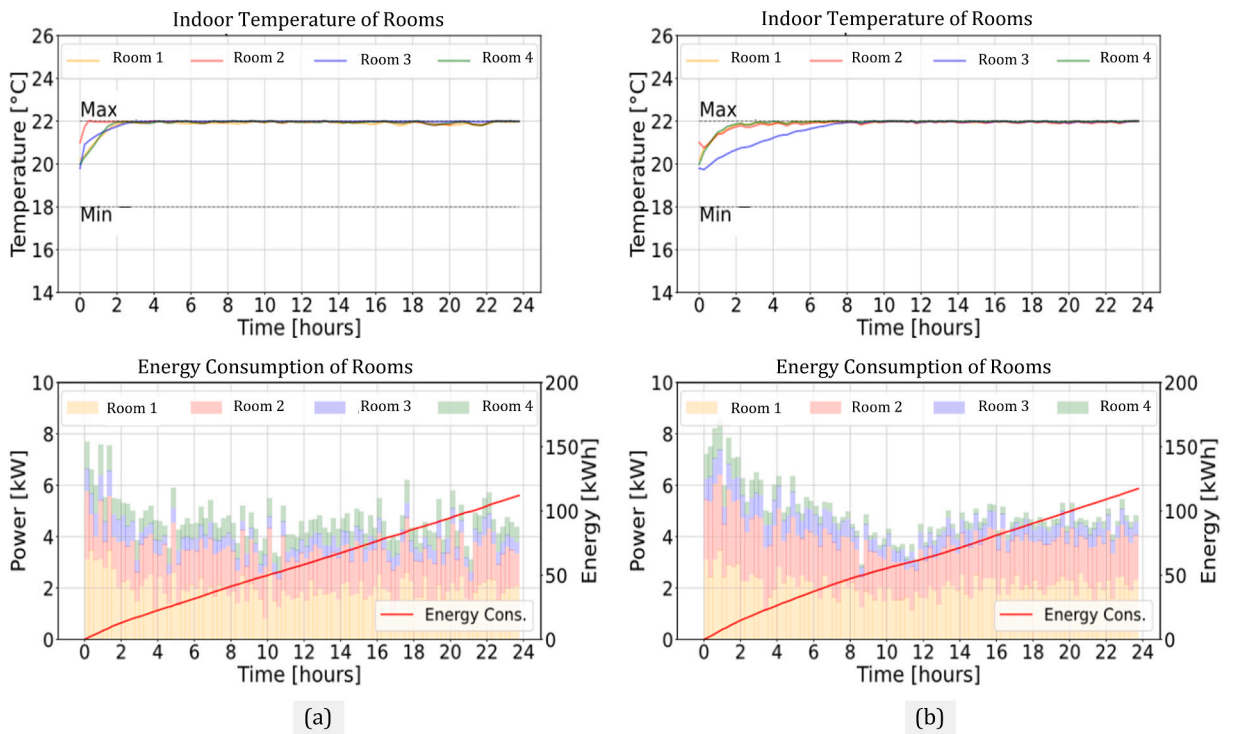 Indoor Temperature of Rooms
26
24
22
20
18
16
14
Temperature [°C]
Room 1 Room 2 Room 3 Room 4
Max
Min
0 2 4 6 8 10 12 14 16 18 20 22 24
Time [hours]
Indoor Temperature of Rooms
26
24
22
20
18
16
14
Temperature [°C]
Room 1 Room 2 Room 3 Room 4
Max
Min
0 2 4 6 8 10 12 14 16 18 20 22 24
Time [hours]
Energy Consumption of Rooms
10
8
6
4
2
0
Power [kW]
Room 1 Room 2 Room 3 Room 4
200
150
100
50
0
Energy [kWh]
Energy Cons.
0 2 4 6 8 10 12 14 16 18 20 22 24
Time [hours]
(a)
Energy Consumption of Rooms
10
8
6
4
2
0
Power [kW]
Room 1 Room 2 Room 3 Room 4
200
150
100
50
0
Energy [kWh]
Energy Cons.
0 2 4 6 8 10 12 14 16 18 20 22 24
Time [hours]
(b)